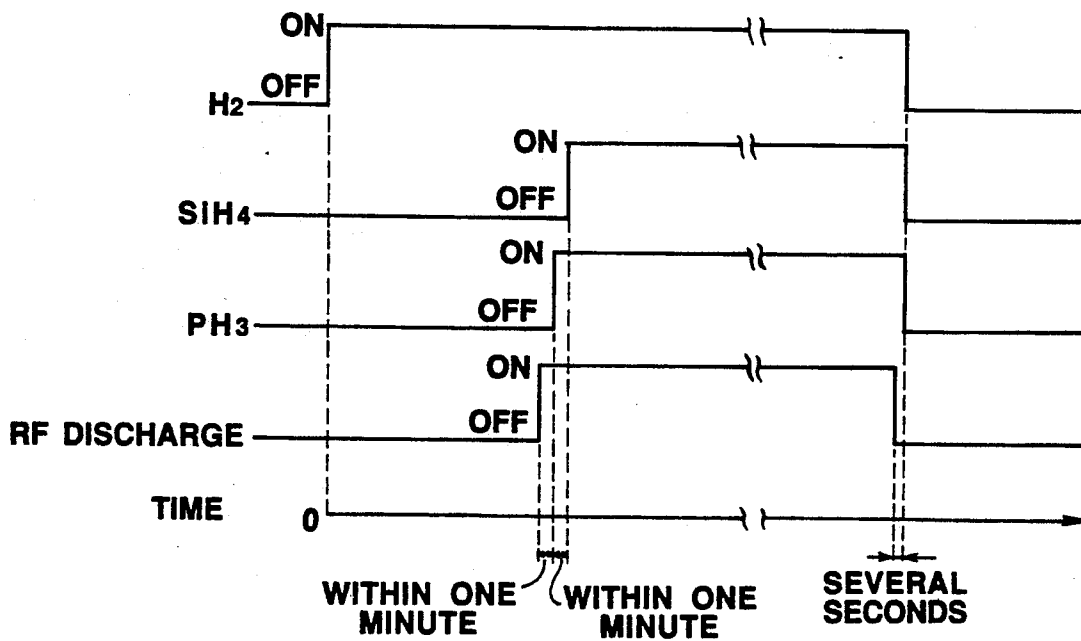 ON
OFF
H2
ON
OFF
SiH4
ON
OFF
PH3
ON
OFF
RF DISCHARGE
TIME
0
WITHIN ONE
MINUTE
WITHIN ONE
MINUTE
SEVERAL
SECONDS